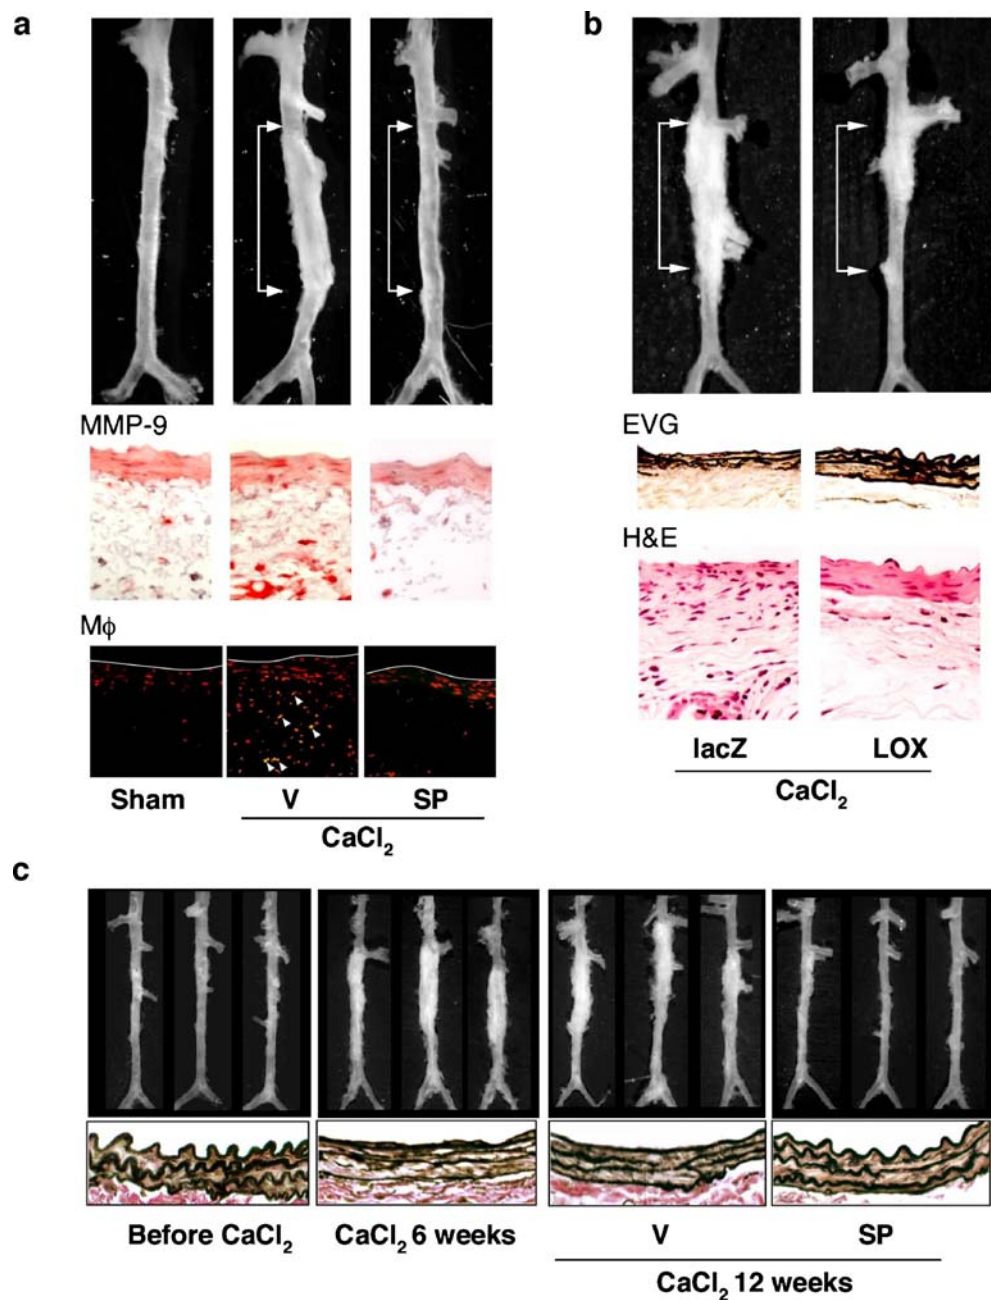 a
MMP-9
Mϕ
Sham
V
SP
CaCl₂
b
EVG
H&E
lacZ
LOX
CaCl₂
c
Before CaCl₂
CaCl₂ 6 weeks
V
SP
CaCl₂ 12 weeks